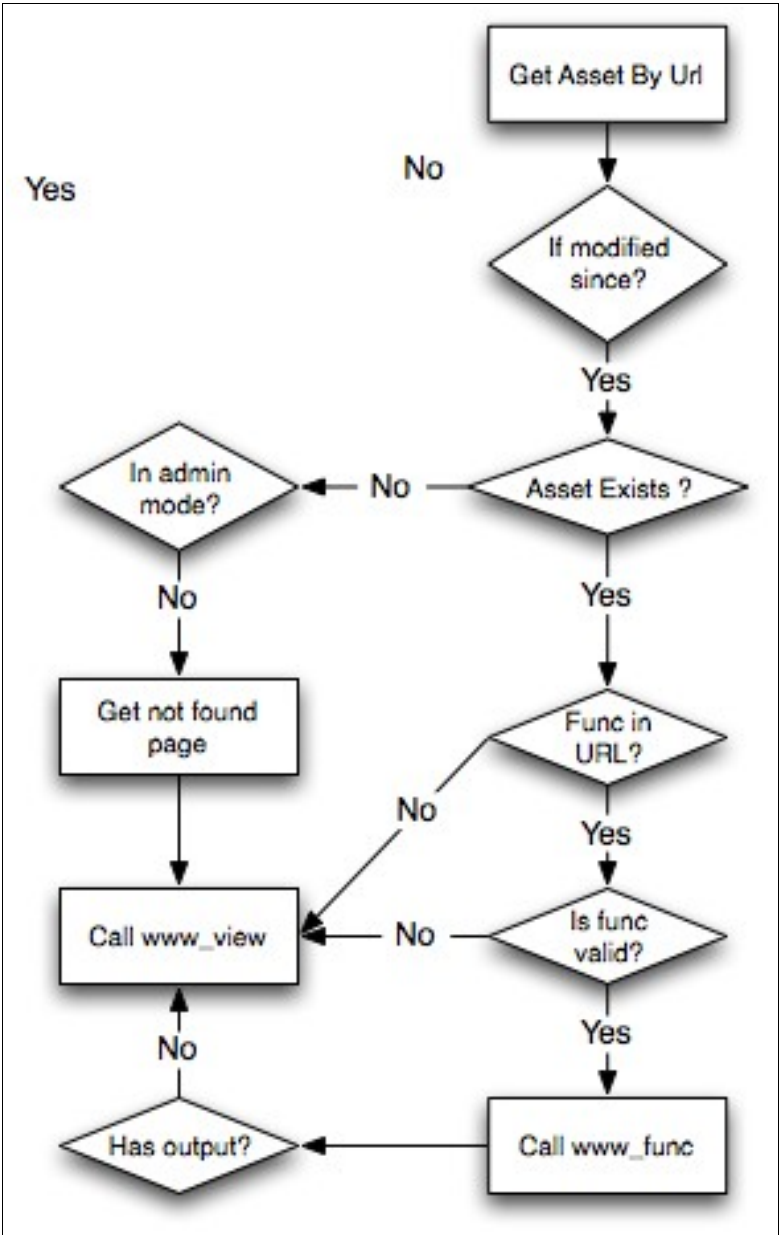 Get Asset By Url
No
Yes
If modified
since?
Yes
In admin
mode?
No
Asset Exists ?
No
Yes
Get not found
page
Func in
URL?
No
Yes
Call www_view
No
Is func
valid?
No
Yes
Has output?
Call www_func